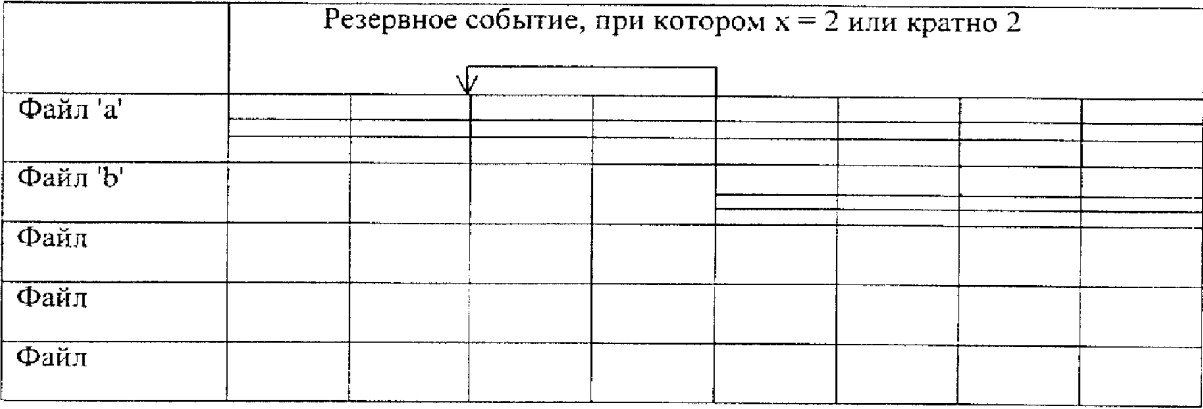 Резервное событие, при котором x = 2 или кратно 2
Файл 'a'
Файл 'b'
Файл
Файл
Файл